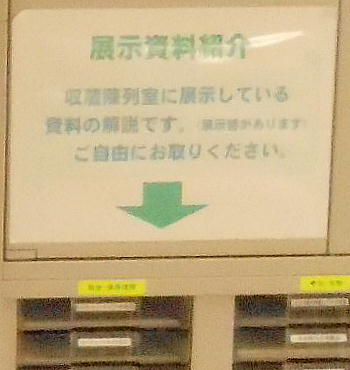 展示資料紹介
収蔵陳列室に展示している
資料の解説です。(展示替があります)
ご自由にお取りください。